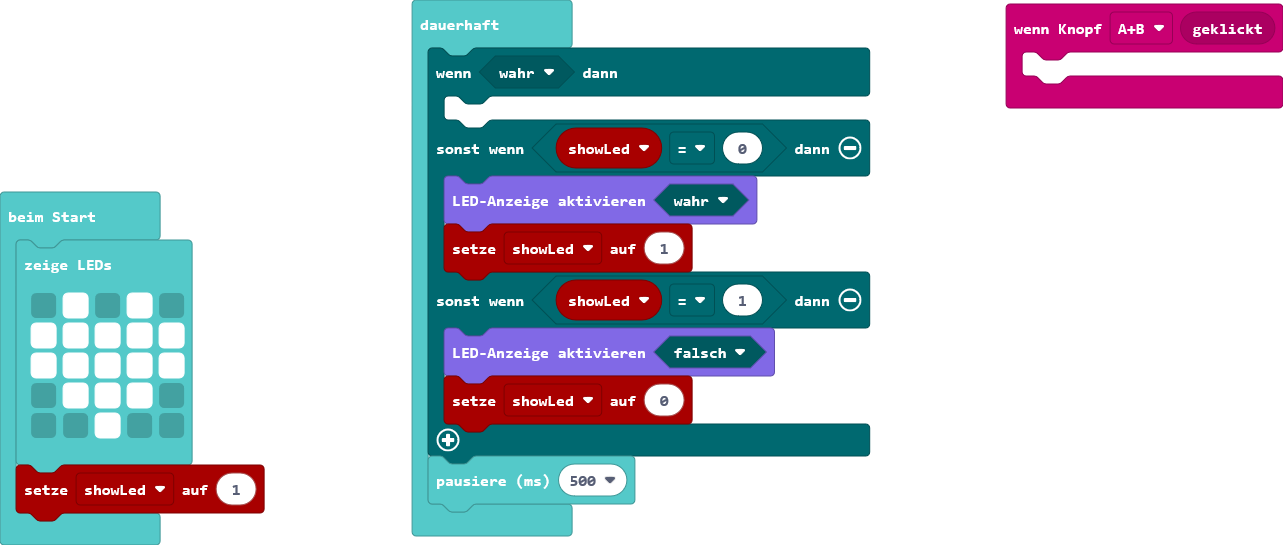 beim Start
zeige LEDs
setze showLed auf 1
dauerhaft
wenn wahr dann
sonst wenn showLed = 0 dann
LED-Anzeige aktivieren wahr
setze showLed auf 1
sonst wenn showLed = 1 dann
LED-Anzeige aktivieren falsch
setze showLed auf 0
pausiere (ms) 500
wenn Knopf A+B geklickt